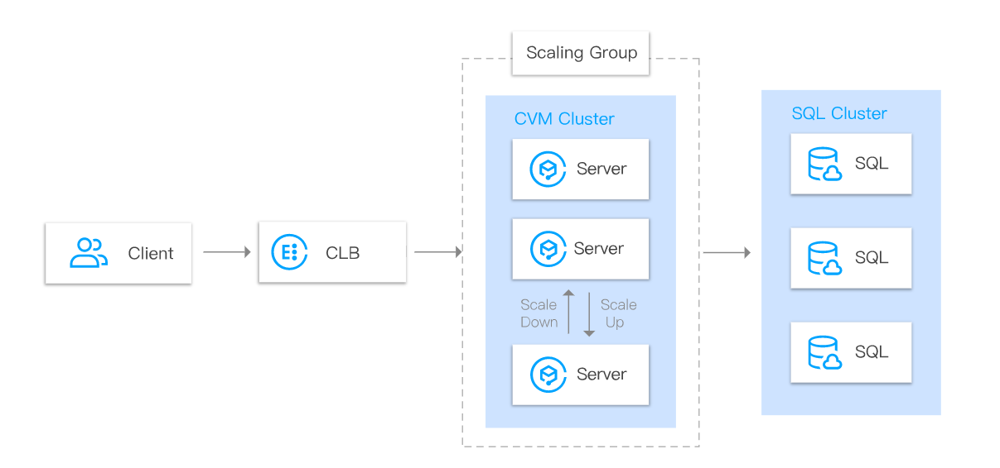 Scaling Group
CVM Cluster
SQL Cluster
Server
SQL
Client
CLB
Server
SQL
Scale
Down
Scale
Up
Server
SQL